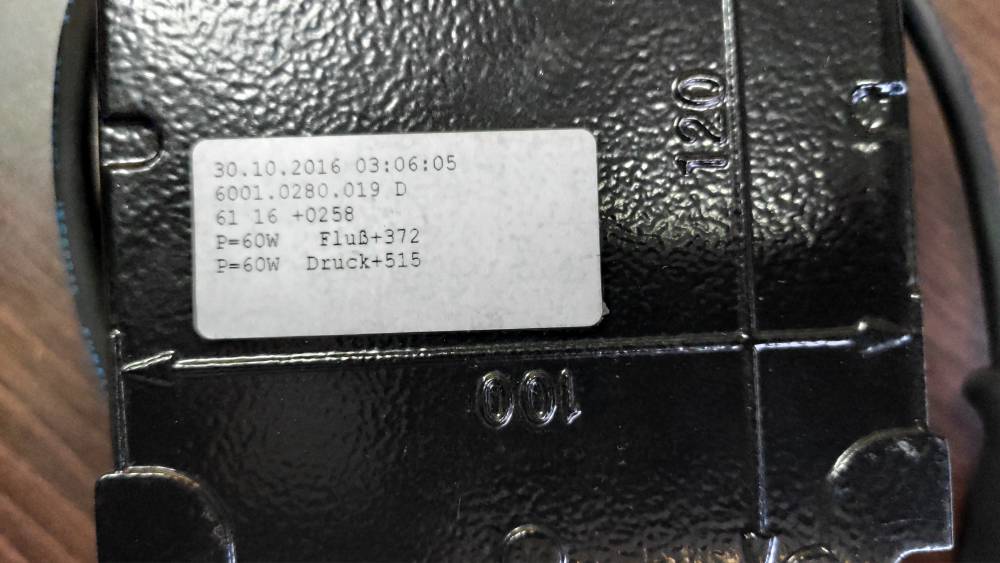 30.10.2016 03:06:05
6001.0280.019 D
61 16 +0258
P=60W Fluß+372
P=60W Druck+515
120
100